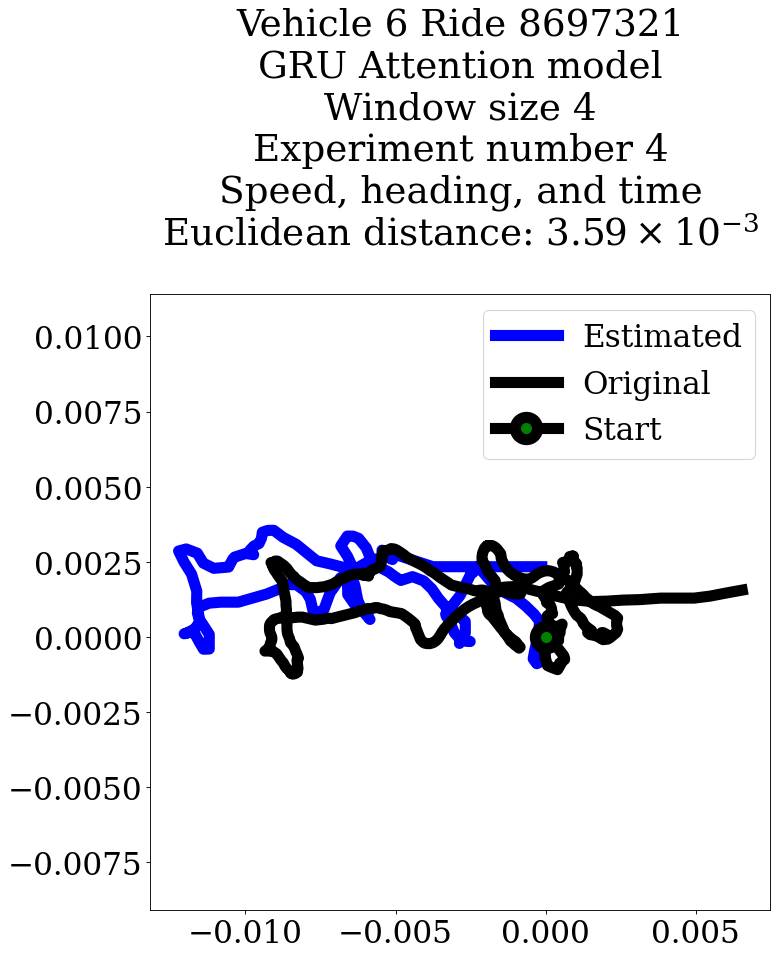 Vehicle 6 Ride 8697321
GRU Attention model
Window size 4
Experiment number 4
Speed, heading, and time
Euclidean distance: 3.59 × 10⁻³
Estimated
Original
Start
0.0100
0.0075
0.0050
0.0025
0.0000
−0.0025
−0.0050
−0.0075
−0.010 −0.005 0.000 0.005